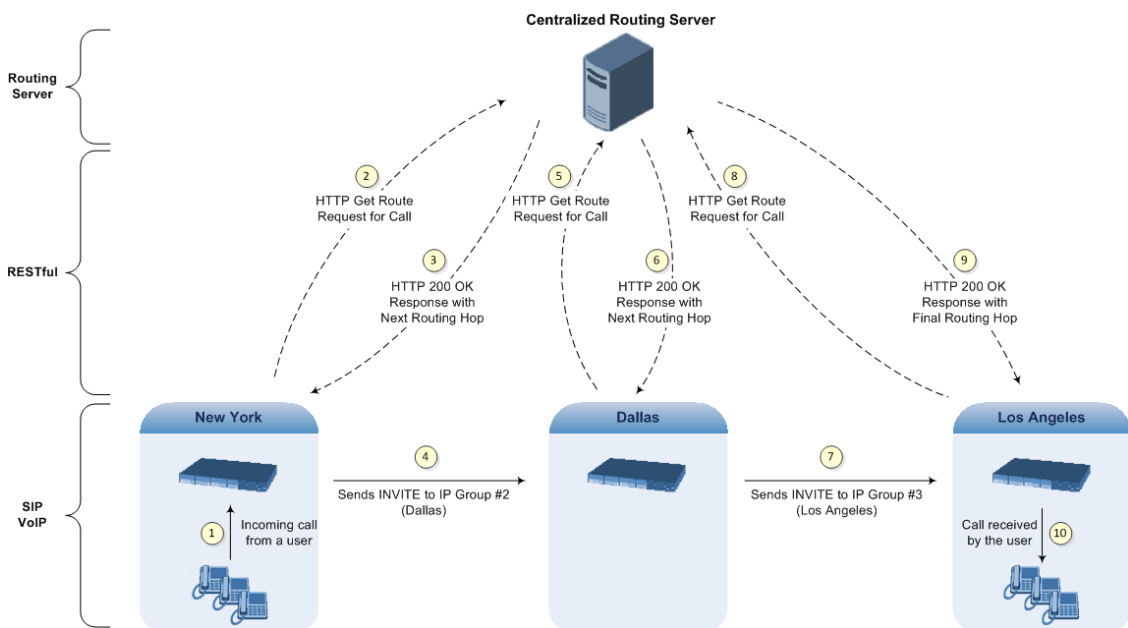 Centralized Routing Server
Routing
Server
2
HTTP Get Route
Request for Call
5
HTTP Get Route
Request for Call
8
HTTP Get Route
Request for Call
RESTful
3
HTTP 200 OK
Response with
Next Routing Hop
6
HTTP 200 OK
Response with
Next Routing Hop
9
HTTP 200 OK
Response with
Final Routing Hop
New York
Dallas
Los Angeles
4
Sends INVITE to IP Group #2
(Dallas)
7
Sends INVITE to IP Group #3
(Los Angeles)
SIP
VoIP
1
Incoming call
from a user
Call received
by the user
10